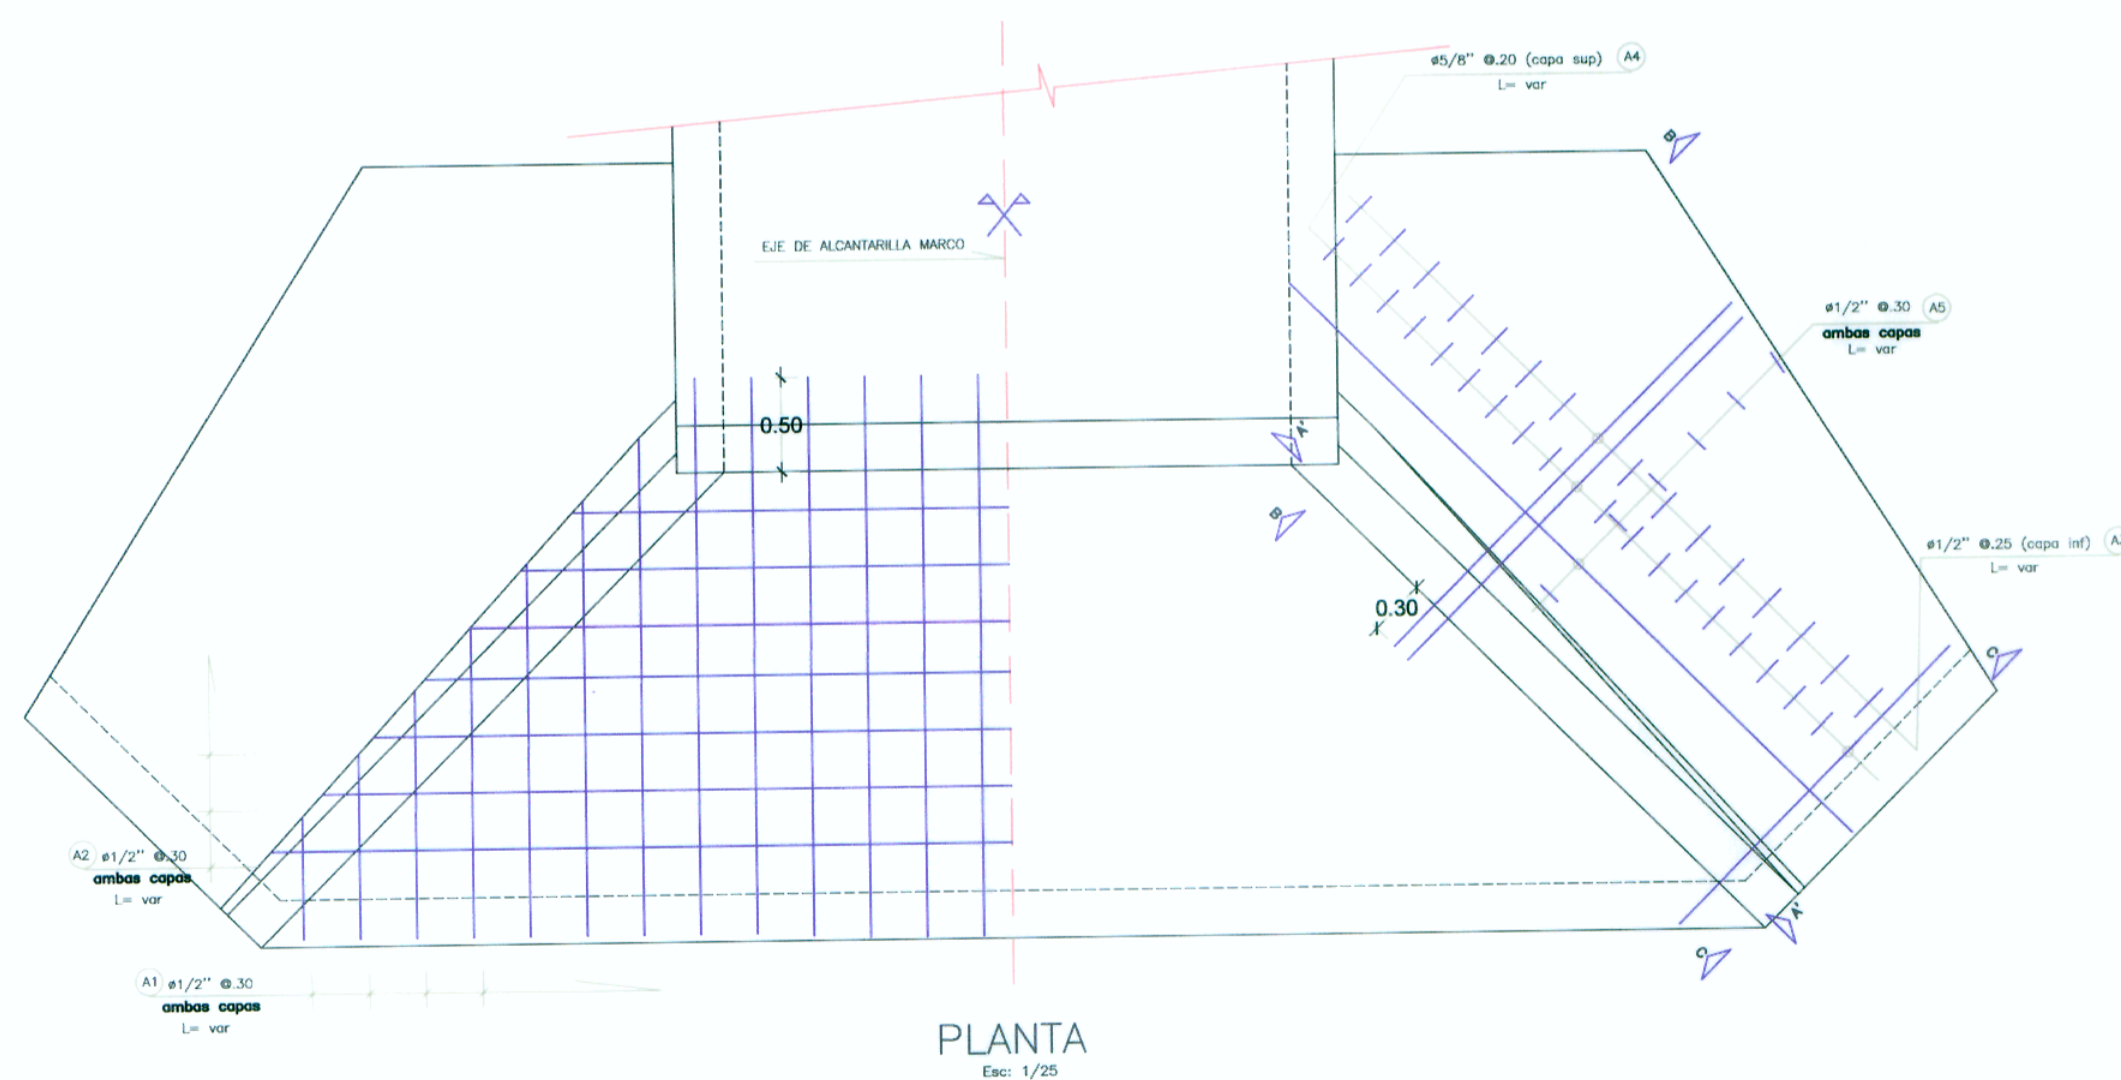 ø5/8" @.20 (capa sup) A4
L= var
B
EJE DE ALCANTARILLA MARCO
ø1/2" @.30 A5
ambas capas
L= var
0.50
A'
B
ø1/2" @.25 (capa inf)
L= var
0.30
C
A2 ø1/2" @.30
ambas capas
L= var
A'
C
A1 ø1/2" @.30
ambas capas
L= var
PLANTA
Esc: 1/25